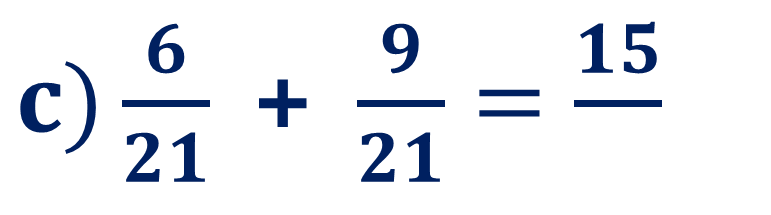 c) 6/21 + 9/21 = 15/